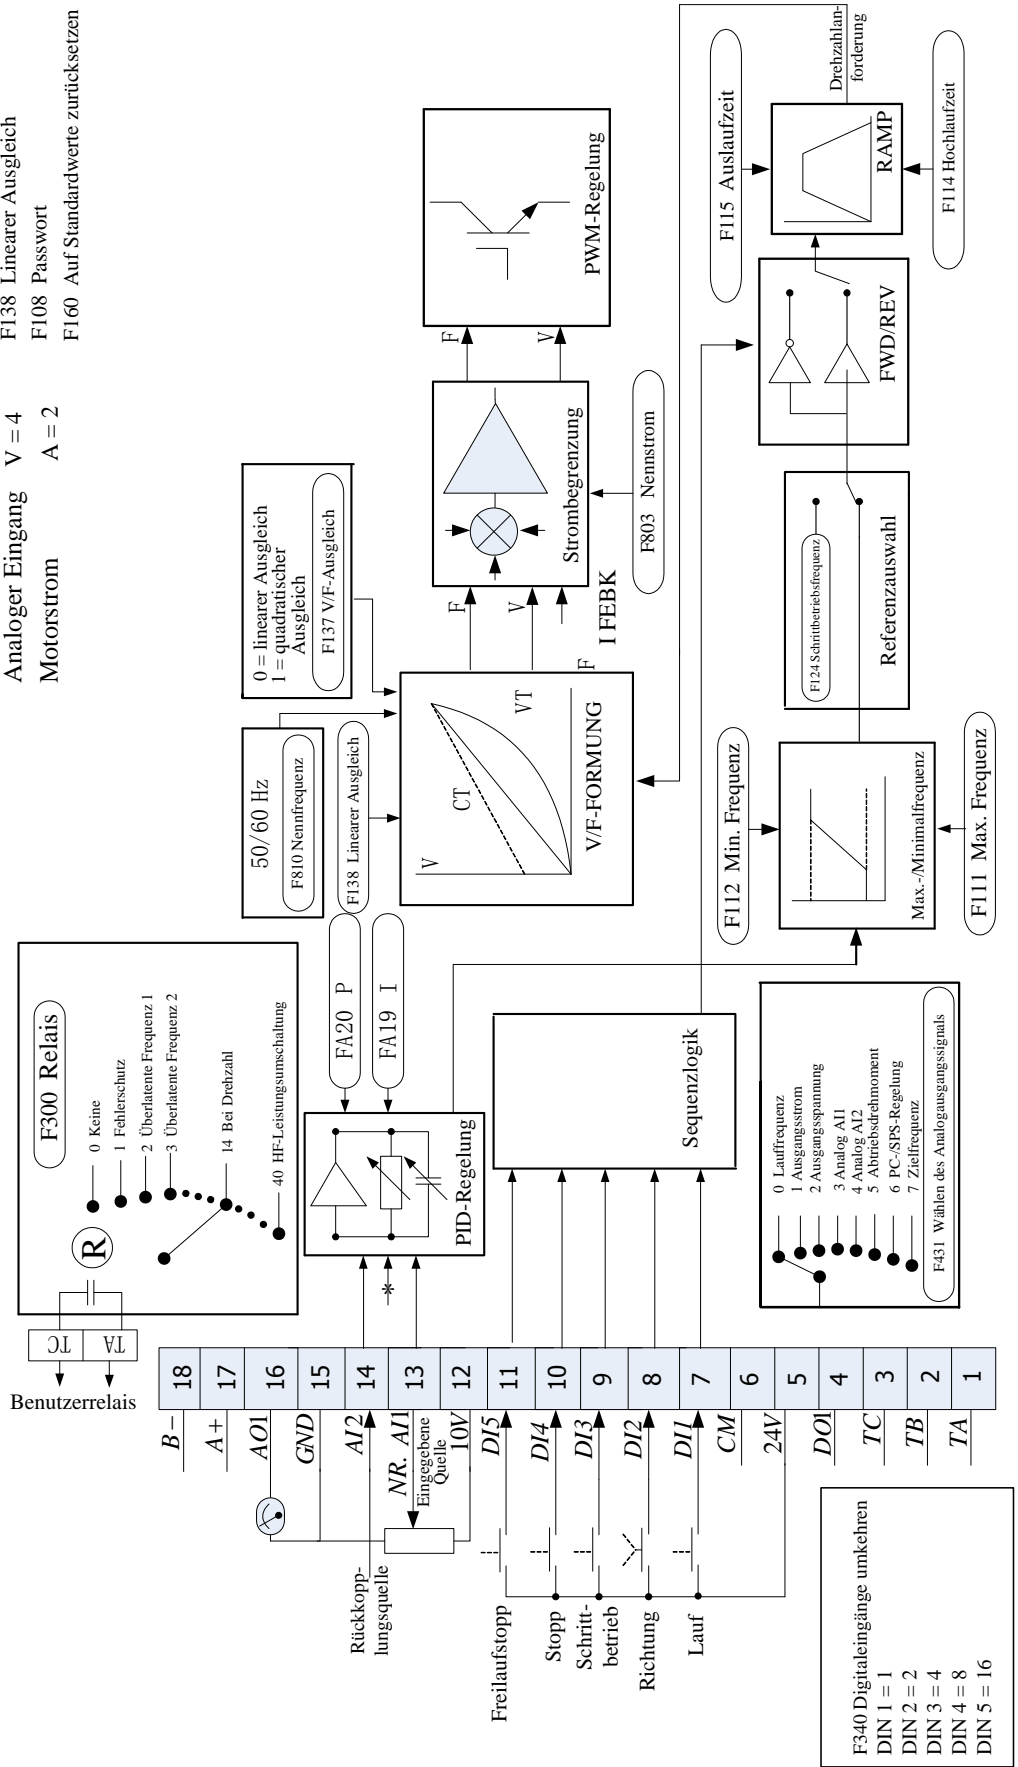 Analoger Eingang V = 4
Motorstrom A = 2
F138 Linearer Ausgleich
F108 Passwort
F160 Auf Standardwerte zurücksetzen
F300 Relais
0 Keine
1 Fehlerschutz
2 Überlatente Frequenz 1
3 Überlatente Frequenz 2
14 Bei Drehzahl
40 HF-Leistungsumschaltung
R
TC
TA
Benutzerrelais
50/60 Hz
F810 Nennfrequenz
0 = linearer Ausgleich
1 = quadratischer
Ausgleich
F137 V/F-Ausgleich
F138 Linearer Ausgleich
FA20 P
FA19 I
PID-Regelung
*
V
CT
VT
F
V/F-FORMUNG
F
V
I FEBK
Strombegrenzung
F803 Nennstrom
F
V
PWM-Regelung
Sequenzlogik
B-
A+
AO1
GND
AI2
NR. AI1
Eingegebene
Quelle
10V
DI5
DI4
DI3
DI2
DI1
CM
24V
DO1
TC
TB
TA
18
17
16
15
14
13
12
11
10
9
8
7
6
5
4
3
2
1
Rückkopp-
lungsquelle
Freilaufstopp
Stopp
Schritt-
betrieb
Richtung
Lauf
0 Lauffrequenz
1 Ausgangsstrom
2 Ausgangsspannung
3 Analog AI1
4 Analog AI2
5 Abtriebsdrehmoment
6 PC-/SPS-Regelung
7 Zielfrequenz
F431 Wählen des Analogausgangssignals
F112 Min. Frequenz
Max.-/Minimalfrequenz
F111 Max. Frequenz
F124 Schrittbetriebsfrequenz
Referenzauswahl
FWD/REV
F115 Auslaufzeit
RAMP
F114 Hochlaufzeit
Drehzahlan-
forderung
F340 Digitaleingänge umkehren
DIN 1 = 1
DIN 2 = 2
DIN 3 = 4
DIN 4 = 8
DIN 5 = 16